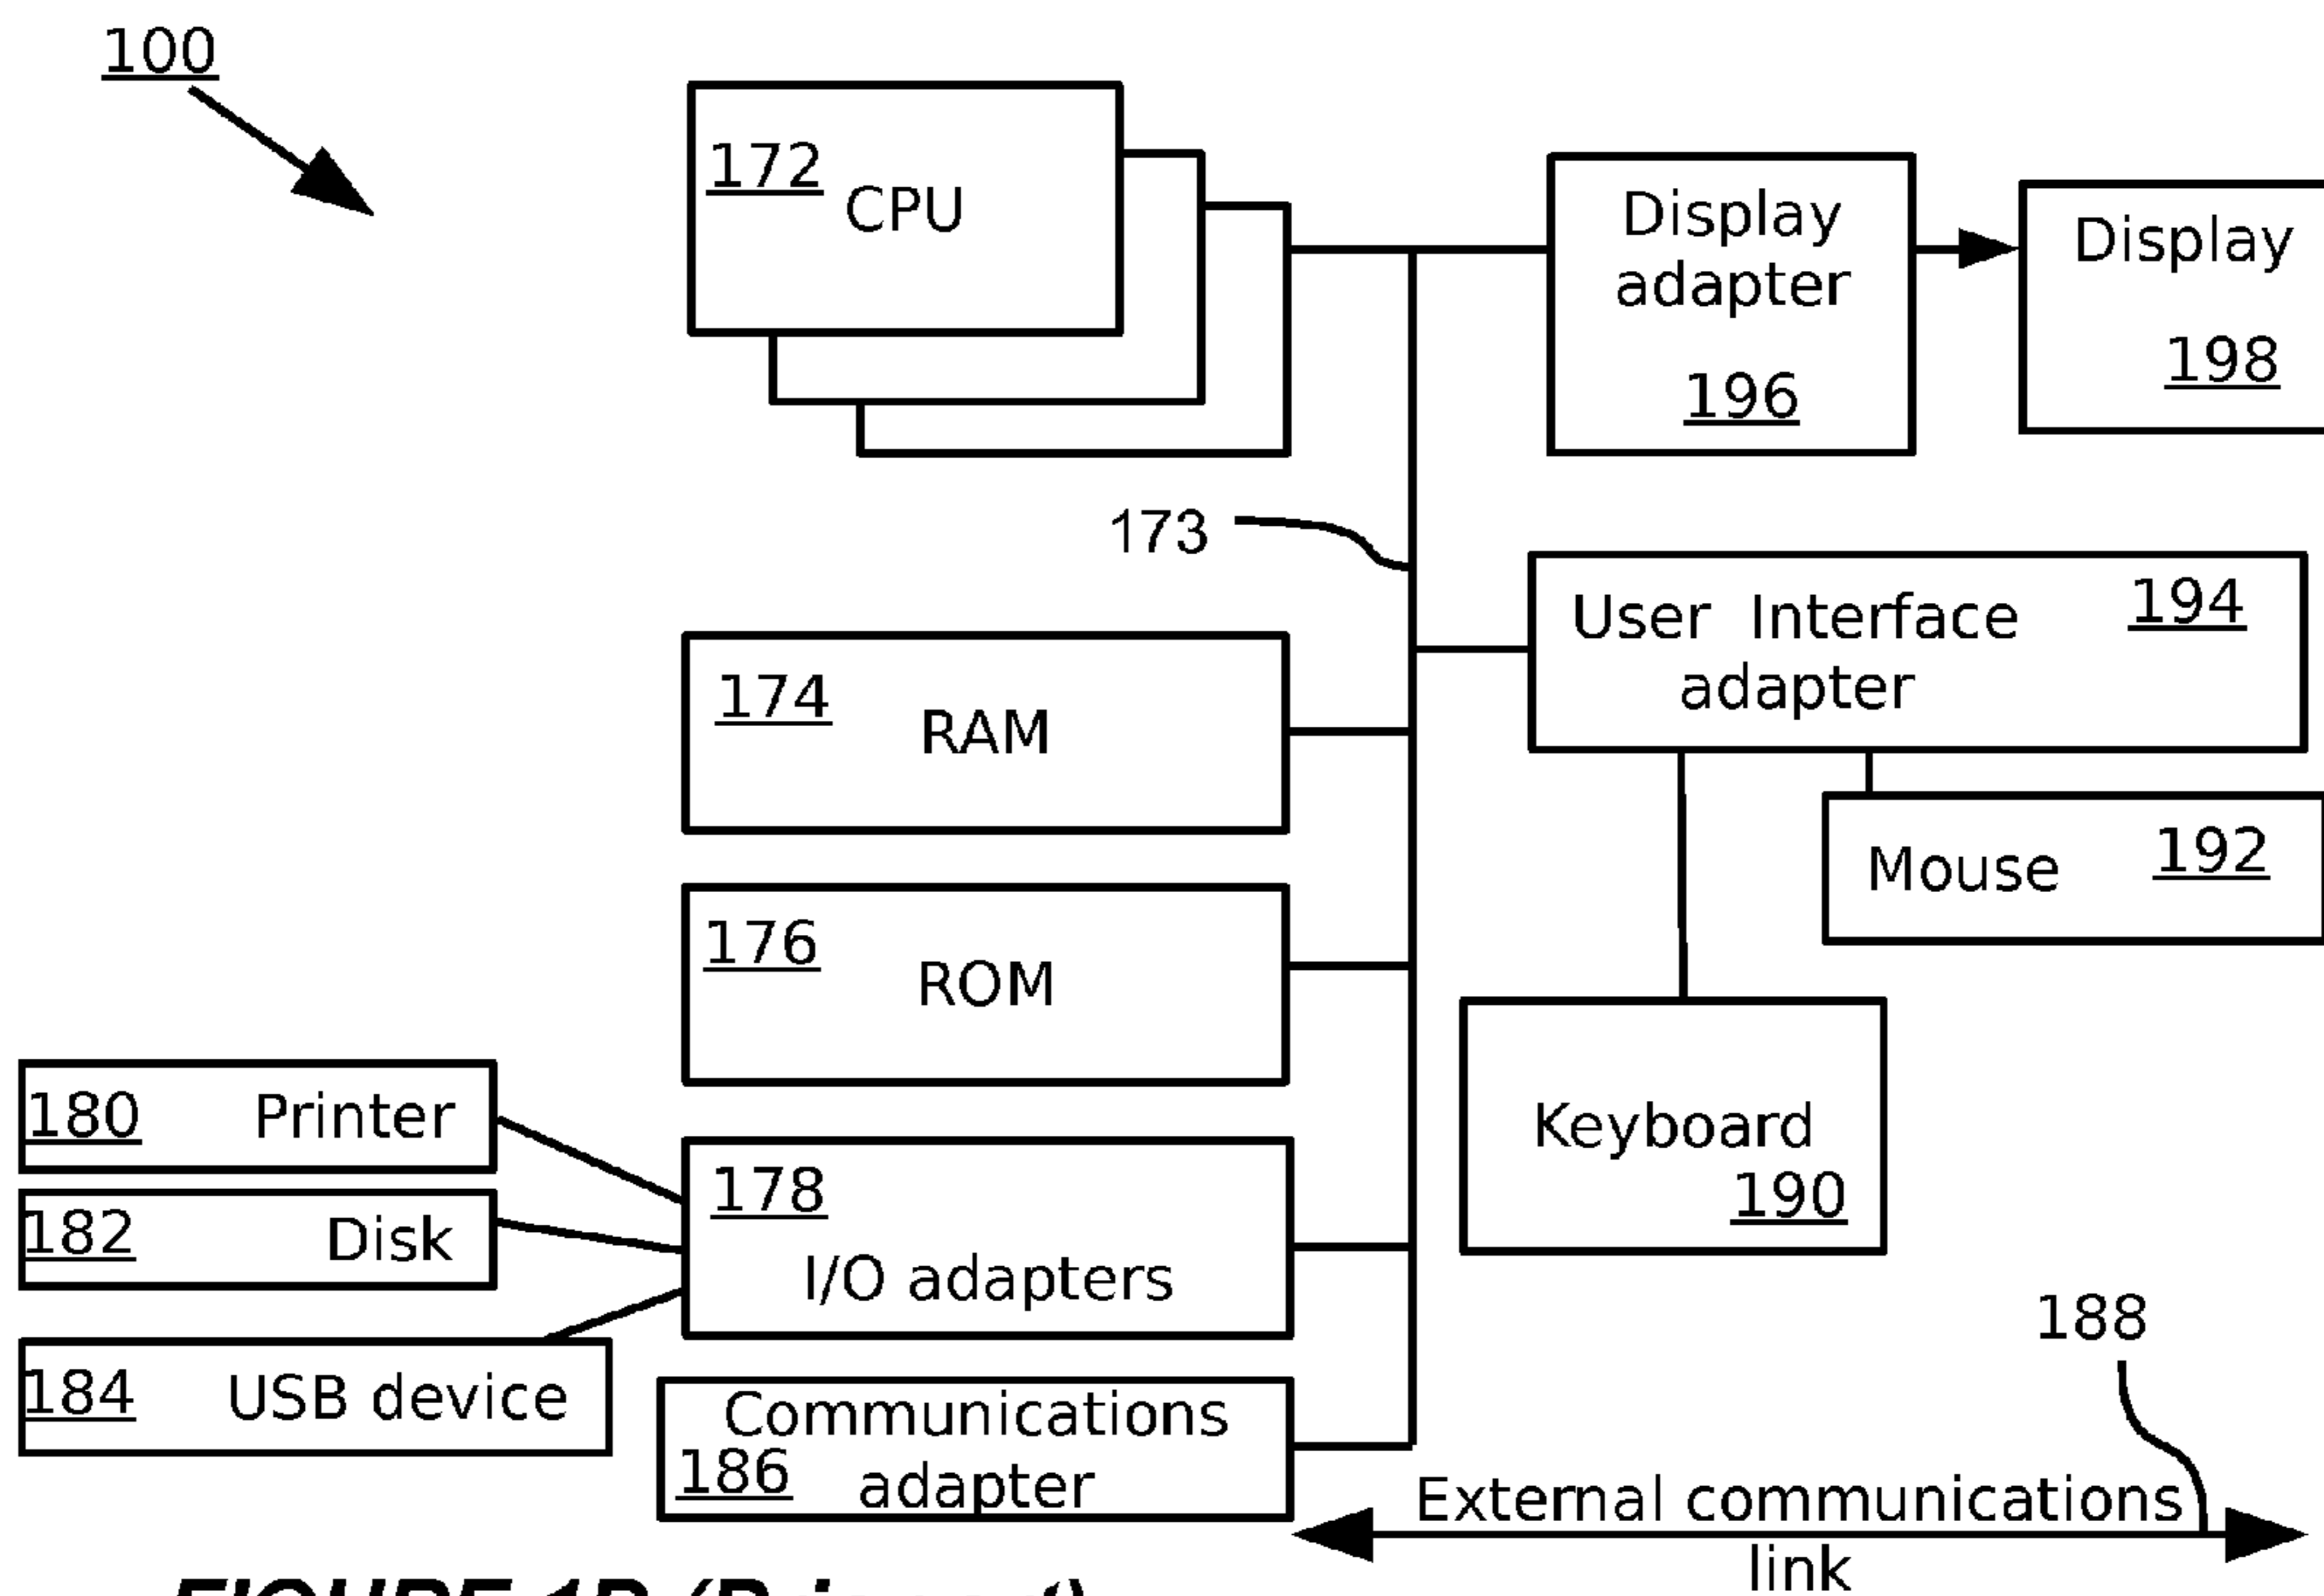 100
172
CPU
Display
adapter
196
Display
198
173
User Interface
adapter
194
174
RAM
Mouse
192
176
ROM
Keyboard
190
180
Printer
182
Disk
184
USB device
178
I/O adapters
Communications
adapter
186
188
External communications
link